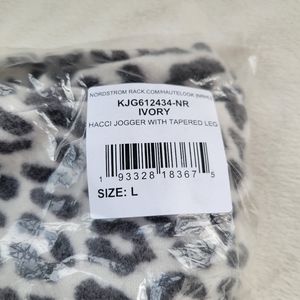 NORDSTROM RACK.COM/HAUTELOOK
KJG612434-NR
IVORY
HACCI JOGGER WITH TAPERED LEG
1 93328 18367 5
SIZE: L